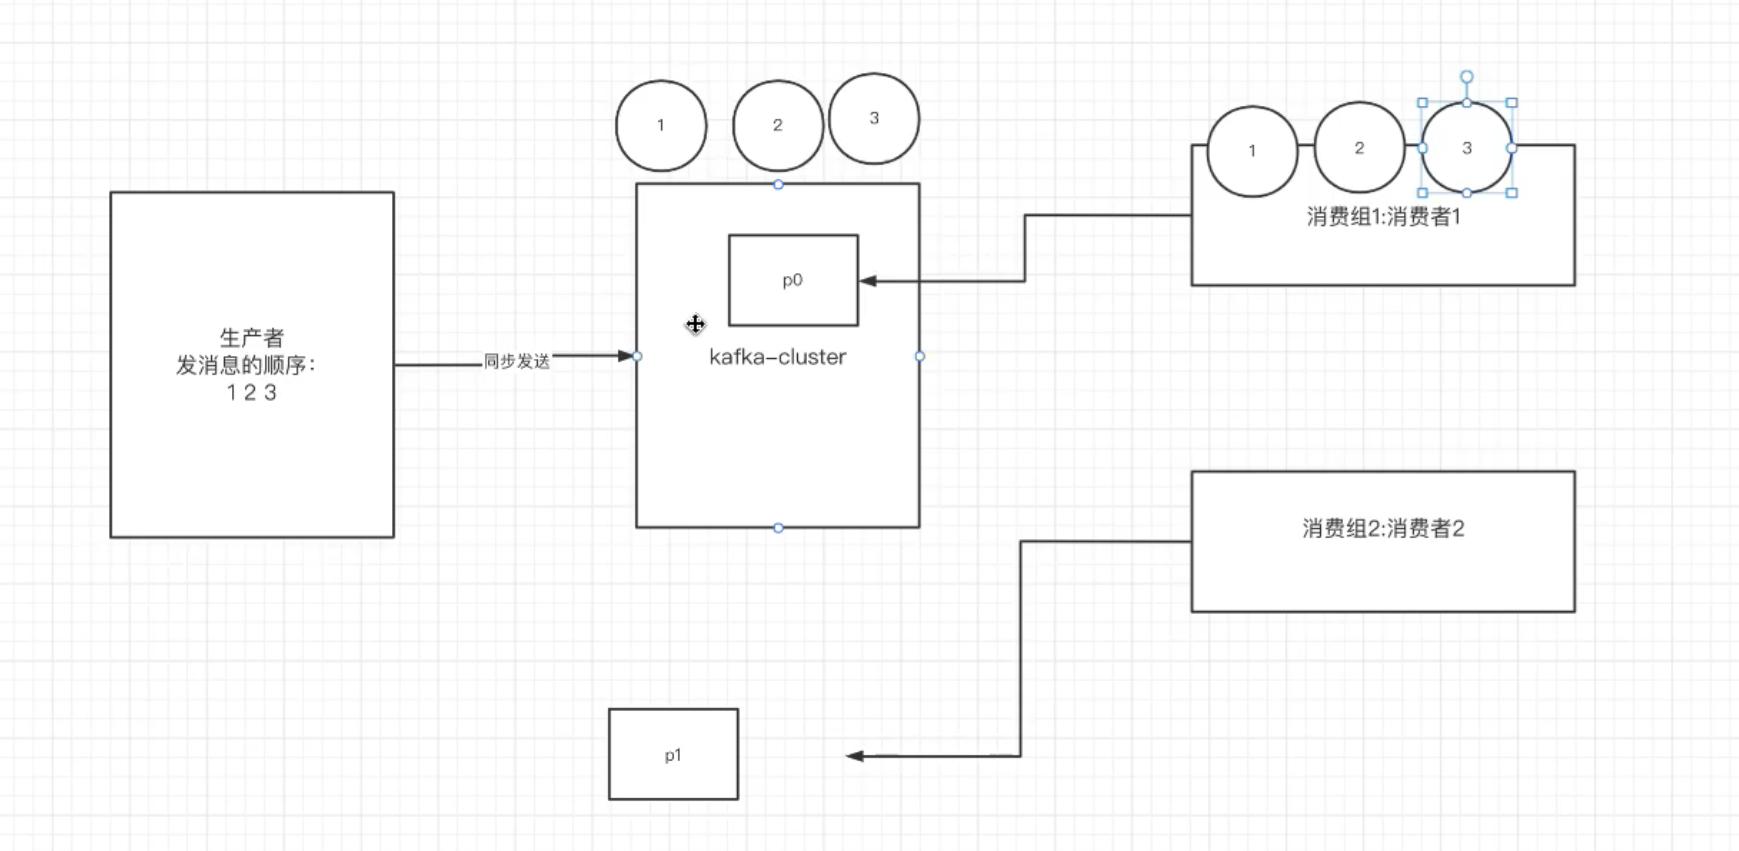 1
2
3
1
2
3
消费组1:消费者1
p0
生产者
发消息的顺序：
1 2 3
同步发送
kafka-cluster
消费组2:消费者2
p1